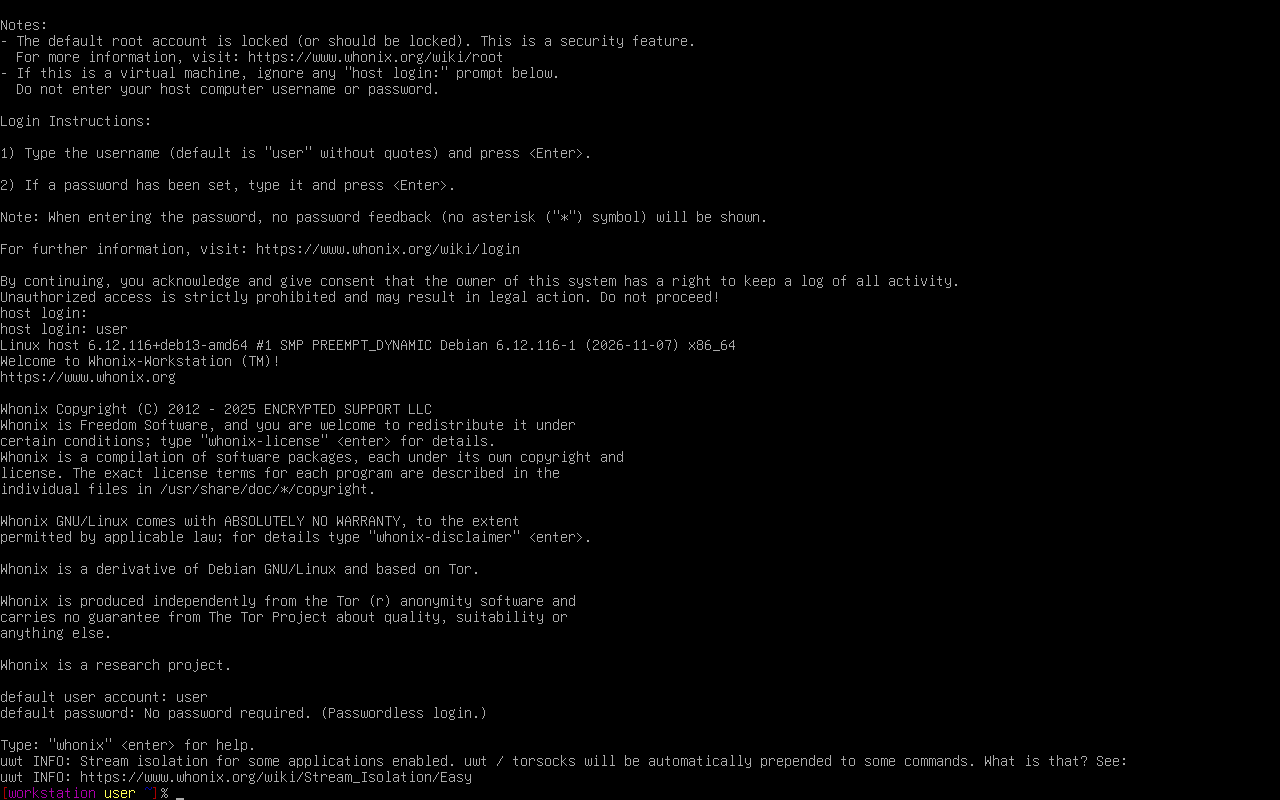 Notes:
- The default root account is locked (or should be locked). This is a security feature.
  For more information, visit: https://www.whonix.org/wiki/root
- If this is a virtual machine, ignore any "host login:" prompt below.
  Do not enter your host computer username or password.
Login Instructions:
1) Type the username (default is "user" without quotes) and press <Enter>.
2) If a password has been set, type it and press <Enter>.
Note: When entering the password, no password feedback (no asterisk ("*") symbol) will be shown.
For further information, visit: https://www.whonix.org/wiki/login
By continuing, you acknowledge and give consent that the owner of this system has a right to keep a log of all activity.
Unauthorized access is strictly prohibited and may result in legal action. Do not proceed!
host login:
host login: user
Linux host 6.12.116+deb13-amd64 #1 SMP PREEMPT_DYNAMIC Debian 6.12.116-1 (2026-11-07) x86_64
Welcome to Whonix-Workstation (TM)!
https://www.whonix.org
Whonix Copyright (C) 2012 - 2025 ENCRYPTED SUPPORT LLC
Whonix is Freedom Software, and you are welcome to redistribute it under
certain conditions; type "whonix-license" <enter> for details.
Whonix is a compilation of software packages, each under its own copyright and
license. The exact license terms for each program are described in the
individual files in /usr/share/doc/*/copyright.
Whonix GNU/Linux comes with ABSOLUTELY NO WARRANTY, to the extent
permitted by applicable law; for details type "whonix-disclaimer" <enter>.
Whonix is a derivative of Debian GNU/Linux and based on Tor.
Whonix is produced independently from the Tor (r) anonymity software and
carries no guarantee from The Tor Project about quality, suitability or
anything else.
Whonix is a research project.
default user account: user
default password: No password required. (Passwordless login.)
Type: "whonix" <enter> for help.
uwt INFO: Stream isolation for some applications enabled. uwt / torsocks will be automatically prepended to some commands. What is that? See:
uwt INFO: https://www.whonix.org/wiki/Stream_Isolation/Easy
[workstation user ~]%